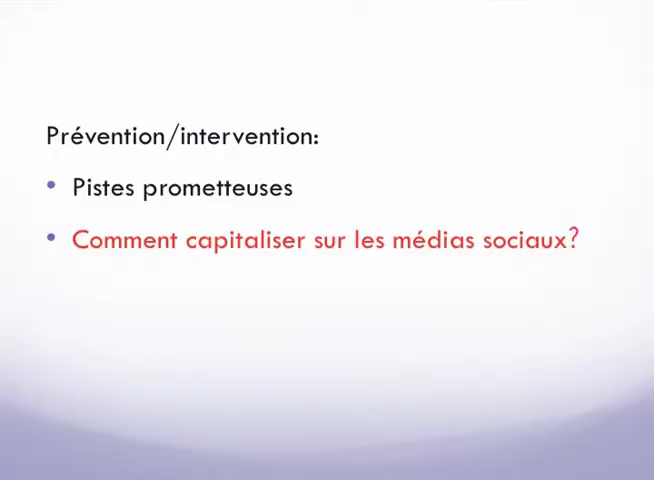 Prévention/intervention:
• Pistes prometteuses
• Comment capitaliser sur les médias sociaux?